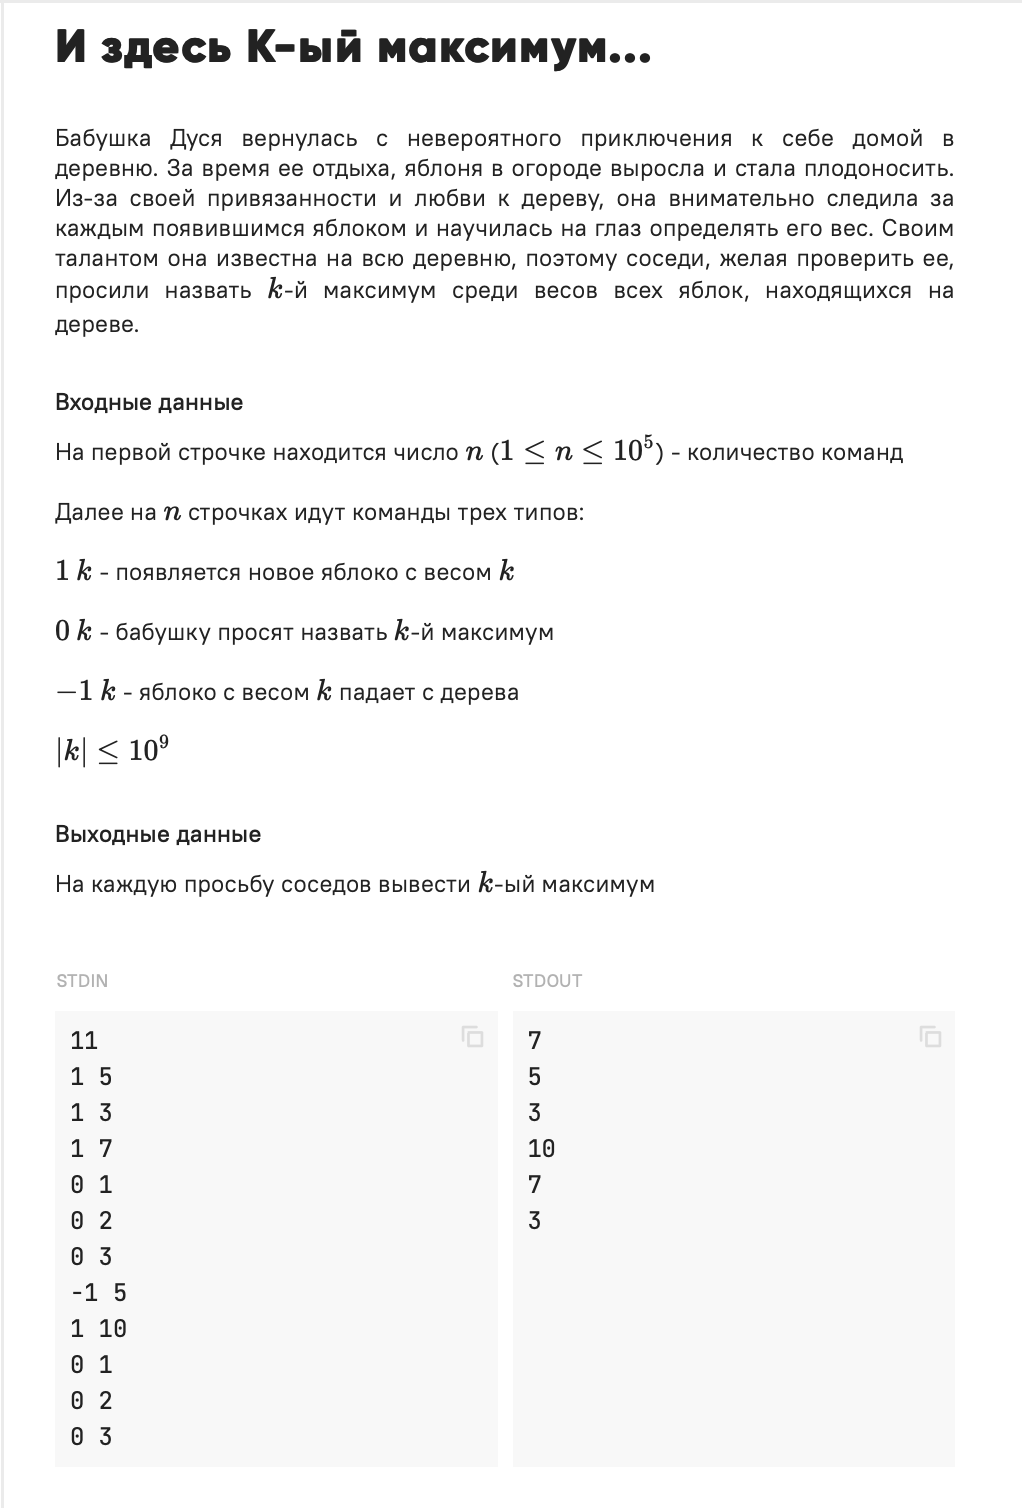 И здесь К-ый максимум...
Бабушка Дуся вернулась с невероятного приключения к себе домой в
деревню. За время ее отдыха, яблоня в огороде выросла и стала плодоносить.
Из-за своей привязанности и любви к дереву, она внимательно следила за
каждым появившимся яблоком и научилась на глаз определять его вес. Своим
талантом она известна на всю деревню, поэтому соседи, желая проверить ее,
просили назвать k-й максимум среди весов всех яблок, находящихся на
дереве.
Входные данные
На первой строчке находится число n (1 ≤ n ≤ 10⁵) - количество команд
Далее на n строчках идут команды трех типов:
1 k - появляется новое яблоко с весом k
0 k - бабушку просят назвать k-й максимум
−1 k - яблоко с весом k падает с дерева
|k| ≤ 10⁹
Выходные данные
На каждую просьбу соседов вывести k-ый максимум
STDIN
11
1 5
1 3
1 7
0 1
0 2
0 3
-1 5
1 10
0 1
0 2
0 3
STDOUT
7
5
3
10
7
3